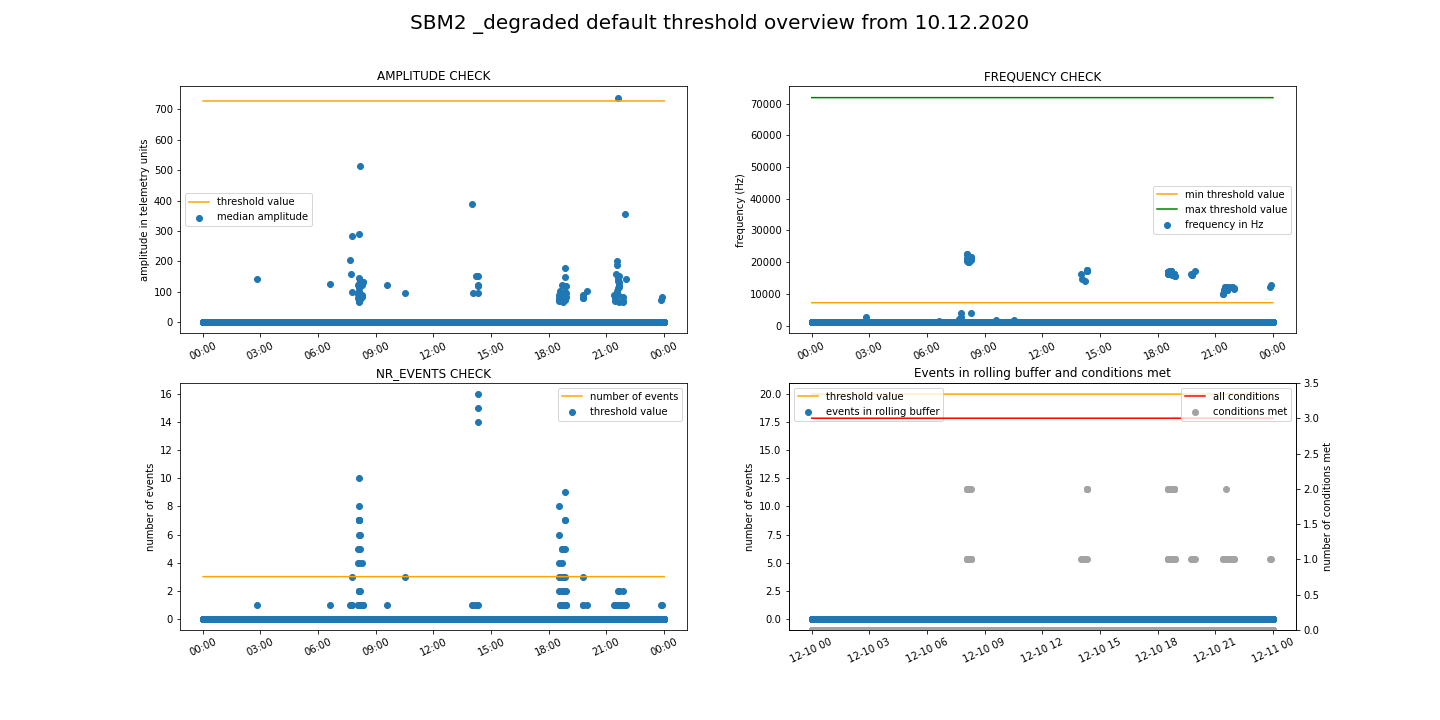 SBM2 _degraded default threshold overview from 10.12.2020
AMPLITUDE CHECK
amplitude in telemetry units
700
600
500
400
300
200
100
0
threshold value
median amplitude
00:00 03:00 06:00 09:00 12:00 15:00 18:00 21:00 00:00
FREQUENCY CHECK
frequency (Hz)
70000
60000
50000
40000
30000
20000
10000
0
min threshold value
max threshold value
frequency in Hz
00:00 03:00 06:00 09:00 12:00 15:00 18:00 21:00 00:00
NR_EVENTS CHECK
number of events
16
14
12
10
8
6
4
2
0
number of events
threshold value
00:00 03:00 06:00 09:00 12:00 15:00 18:00 21:00 00:00
Events in rolling buffer and conditions met
number of events
20.0
17.5
15.0
12.5
10.0
7.5
5.0
2.5
0.0
threshold value
events in rolling buffer
all conditions
conditions met
3.5
3.0
2.5
2.0
1.5
1.0
0.5
0.0
number of conditions met
12-10 00 12-10 03 12-10 06 12-10 09 12-10 12 12-10 15 12-10 18 12-10 21 12-11 00